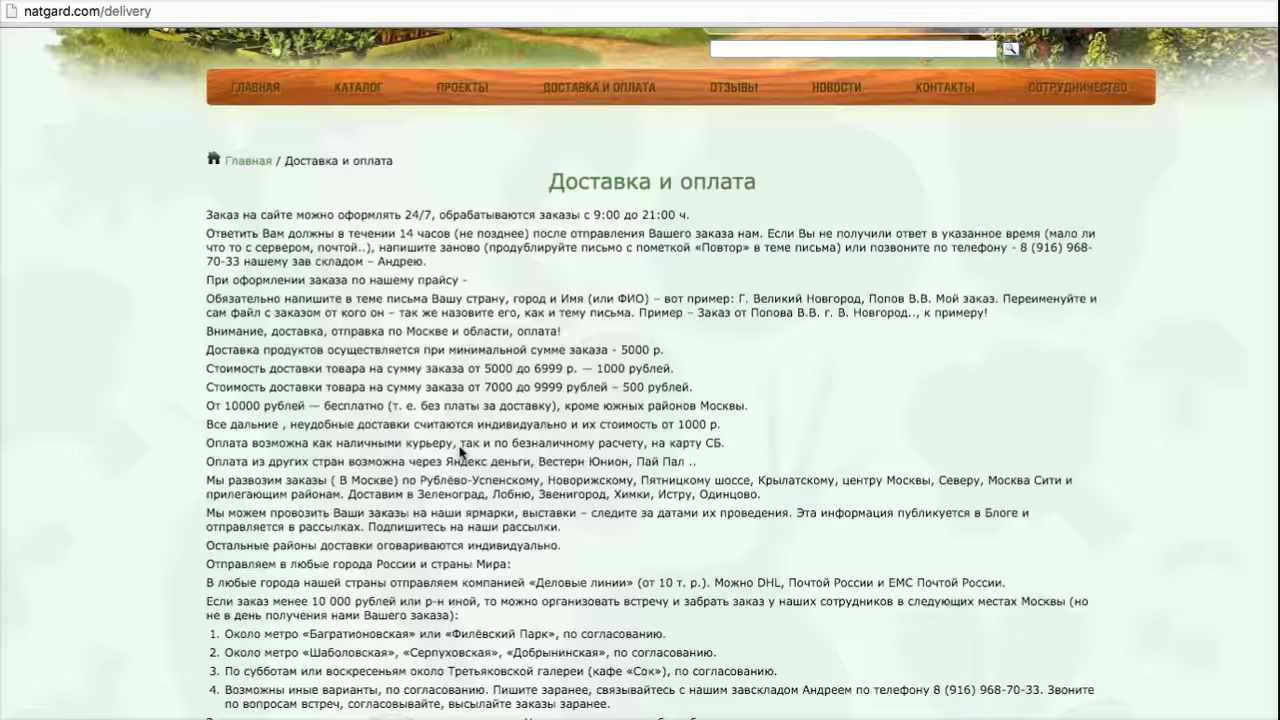 natgard.com/delivery
ГЛАВНАЯ КАТАЛОГ ПРОЕКТЫ ДОСТАВКА И ОПЛАТА ОТЗЫВЫ НОВОСТИ КОНТАКТЫ СОТРУДНИЧЕСТВО
Главная / Доставка и оплата
Доставка и оплата
Заказ на сайте можно оформлять 24/7, обрабатываются заказы с 9:00 до 21:00 ч.
Ответить Вам должны в течении 14 часов (не позднее) после отправления Вашего заказа нам. Если Вы не получили ответ в указанное время (мало ли
что то с сервером, почтой..), напишите заново (продублируйте письмо с пометкой «Повтор» в теме письма) или позвоните по телефону - 8 (916) 968-
70-33 нашему зав складом – Андрею.
При оформлении заказа по нашему прайсу -
Обязательно напишите в теме письма Вашу страну, город и Имя (или ФИО) – вот пример: Г. Великий Новгород, Попов В.В. Мой заказ. Переименуйте и
сам файл с заказом от кого он – так же назовите его, как и тему письма. Пример – Заказ от Попова В.В. г. В. Новгород.., к примеру!
Внимание, доставка, отправка по Москве и области, оплата!
Доставка продуктов осуществляется при минимальной сумме заказа - 5000 р.
Стоимость доставки товара на сумму заказа от 5000 до 6999 р. — 1000 рублей.
Стоимость доставки товара на сумму заказа от 7000 до 9999 рублей – 500 рублей.
От 10000 рублей — бесплатно (т. е. без платы за доставку), кроме южных районов Москвы.
Все дальние , неудобные доставки считаются индивидуально и их стоимость от 1000 р.
Оплата возможна как наличными курьеру, так и по безналичному расчету, на карту СБ.
Оплата из других стран возможна через Яндекс деньги, Вестерн Юнион, Пай Пал ..
Мы развозим заказы ( В Москве) по Рублёво-Успенскому, Новорижскому, Пятницкому шоссе, Крылатскому, центру Москвы, Северу, Москва Сити и
прилегающим районам. Доставим в Зеленоград, Лобню, Звенигород, Химки, Истру, Одинцово.
Мы можем провозить Ваши заказы на наши ярмарки, выставки – следите за датами их проведения. Эта информация публикуется в Блоге и
отправляется в рассылках. Подпишитесь на наши рассылки.
Остальные районы доставки оговариваются индивидуально.
Отправляем в любые города России и страны Мира:
В любые города нашей страны отправляем компанией «Деловые линии» (от 10 т. р.). Можно DHL, Почтой России и EMC Почтой России.
Если заказ менее 10 000 рублей или р-н иной, то можно организовать встречу и забрать заказ у наших сотрудников в следующих местах Москвы (но
не в день получения нами Вашего заказа):
1. Около метро «Багратионовская» или «Филёвский Парк», по согласованию.
2. Около метро «Шаболовская», «Серпуховская», «Добрынинская», по согласованию.
3. По субботам или воскресеньям около Третьяковской галереи (кафе «Сок»), по согласованию.
4. Возможны иные варианты, по согласованию. Пишите заранее, связывайтесь с нашим завскладом Андреем по телефону 8 (916) 968-70-33. Звоните
по вопросам встреч, согласовывайте, высылайте заказы заранее.